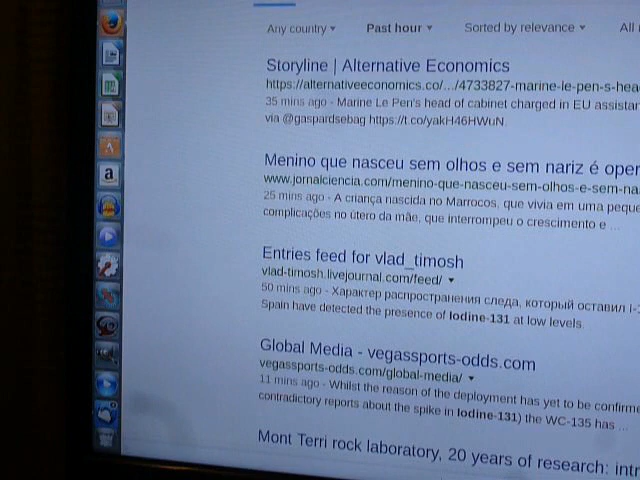 Any country Past hour Sorted by relevance All
Storyline | Alternative Economics
https://alternativeeconomics.co/.../4733827-marine-le-pen-s-hea
35 mins ago - Marine Le Pen's head of cabinet charged in EU assistan
via @gaspardsebag https://t.co/yakH46HWuN.
Menino que nasceu sem olhos e sem nariz é oper
www.jornalciencia.com/menino-que-nasceu-sem-olhos-e-sem-na
25 mins ago - A criança nascida no Marrocos, que vivia em uma peque
complicações no útero da mãe, que interrompeu o crescimento e ...
Entries feed for vlad_timosh
vlad-timosh.livejournal.com/feed/
50 mins ago - Характер распространения следа, который оставил I-1
Spain have detected the presence of Iodine-131 at low levels.
Global Media - vegassports-odds.com
vegassports-odds.com/global-media/
11 mins ago - Whilst the reason of the deployment has yet to be confirme
contradictory reports about the spike in Iodine-131) the WC-135 has ...
Mont Terri rock laboratory, 20 years of research: intr